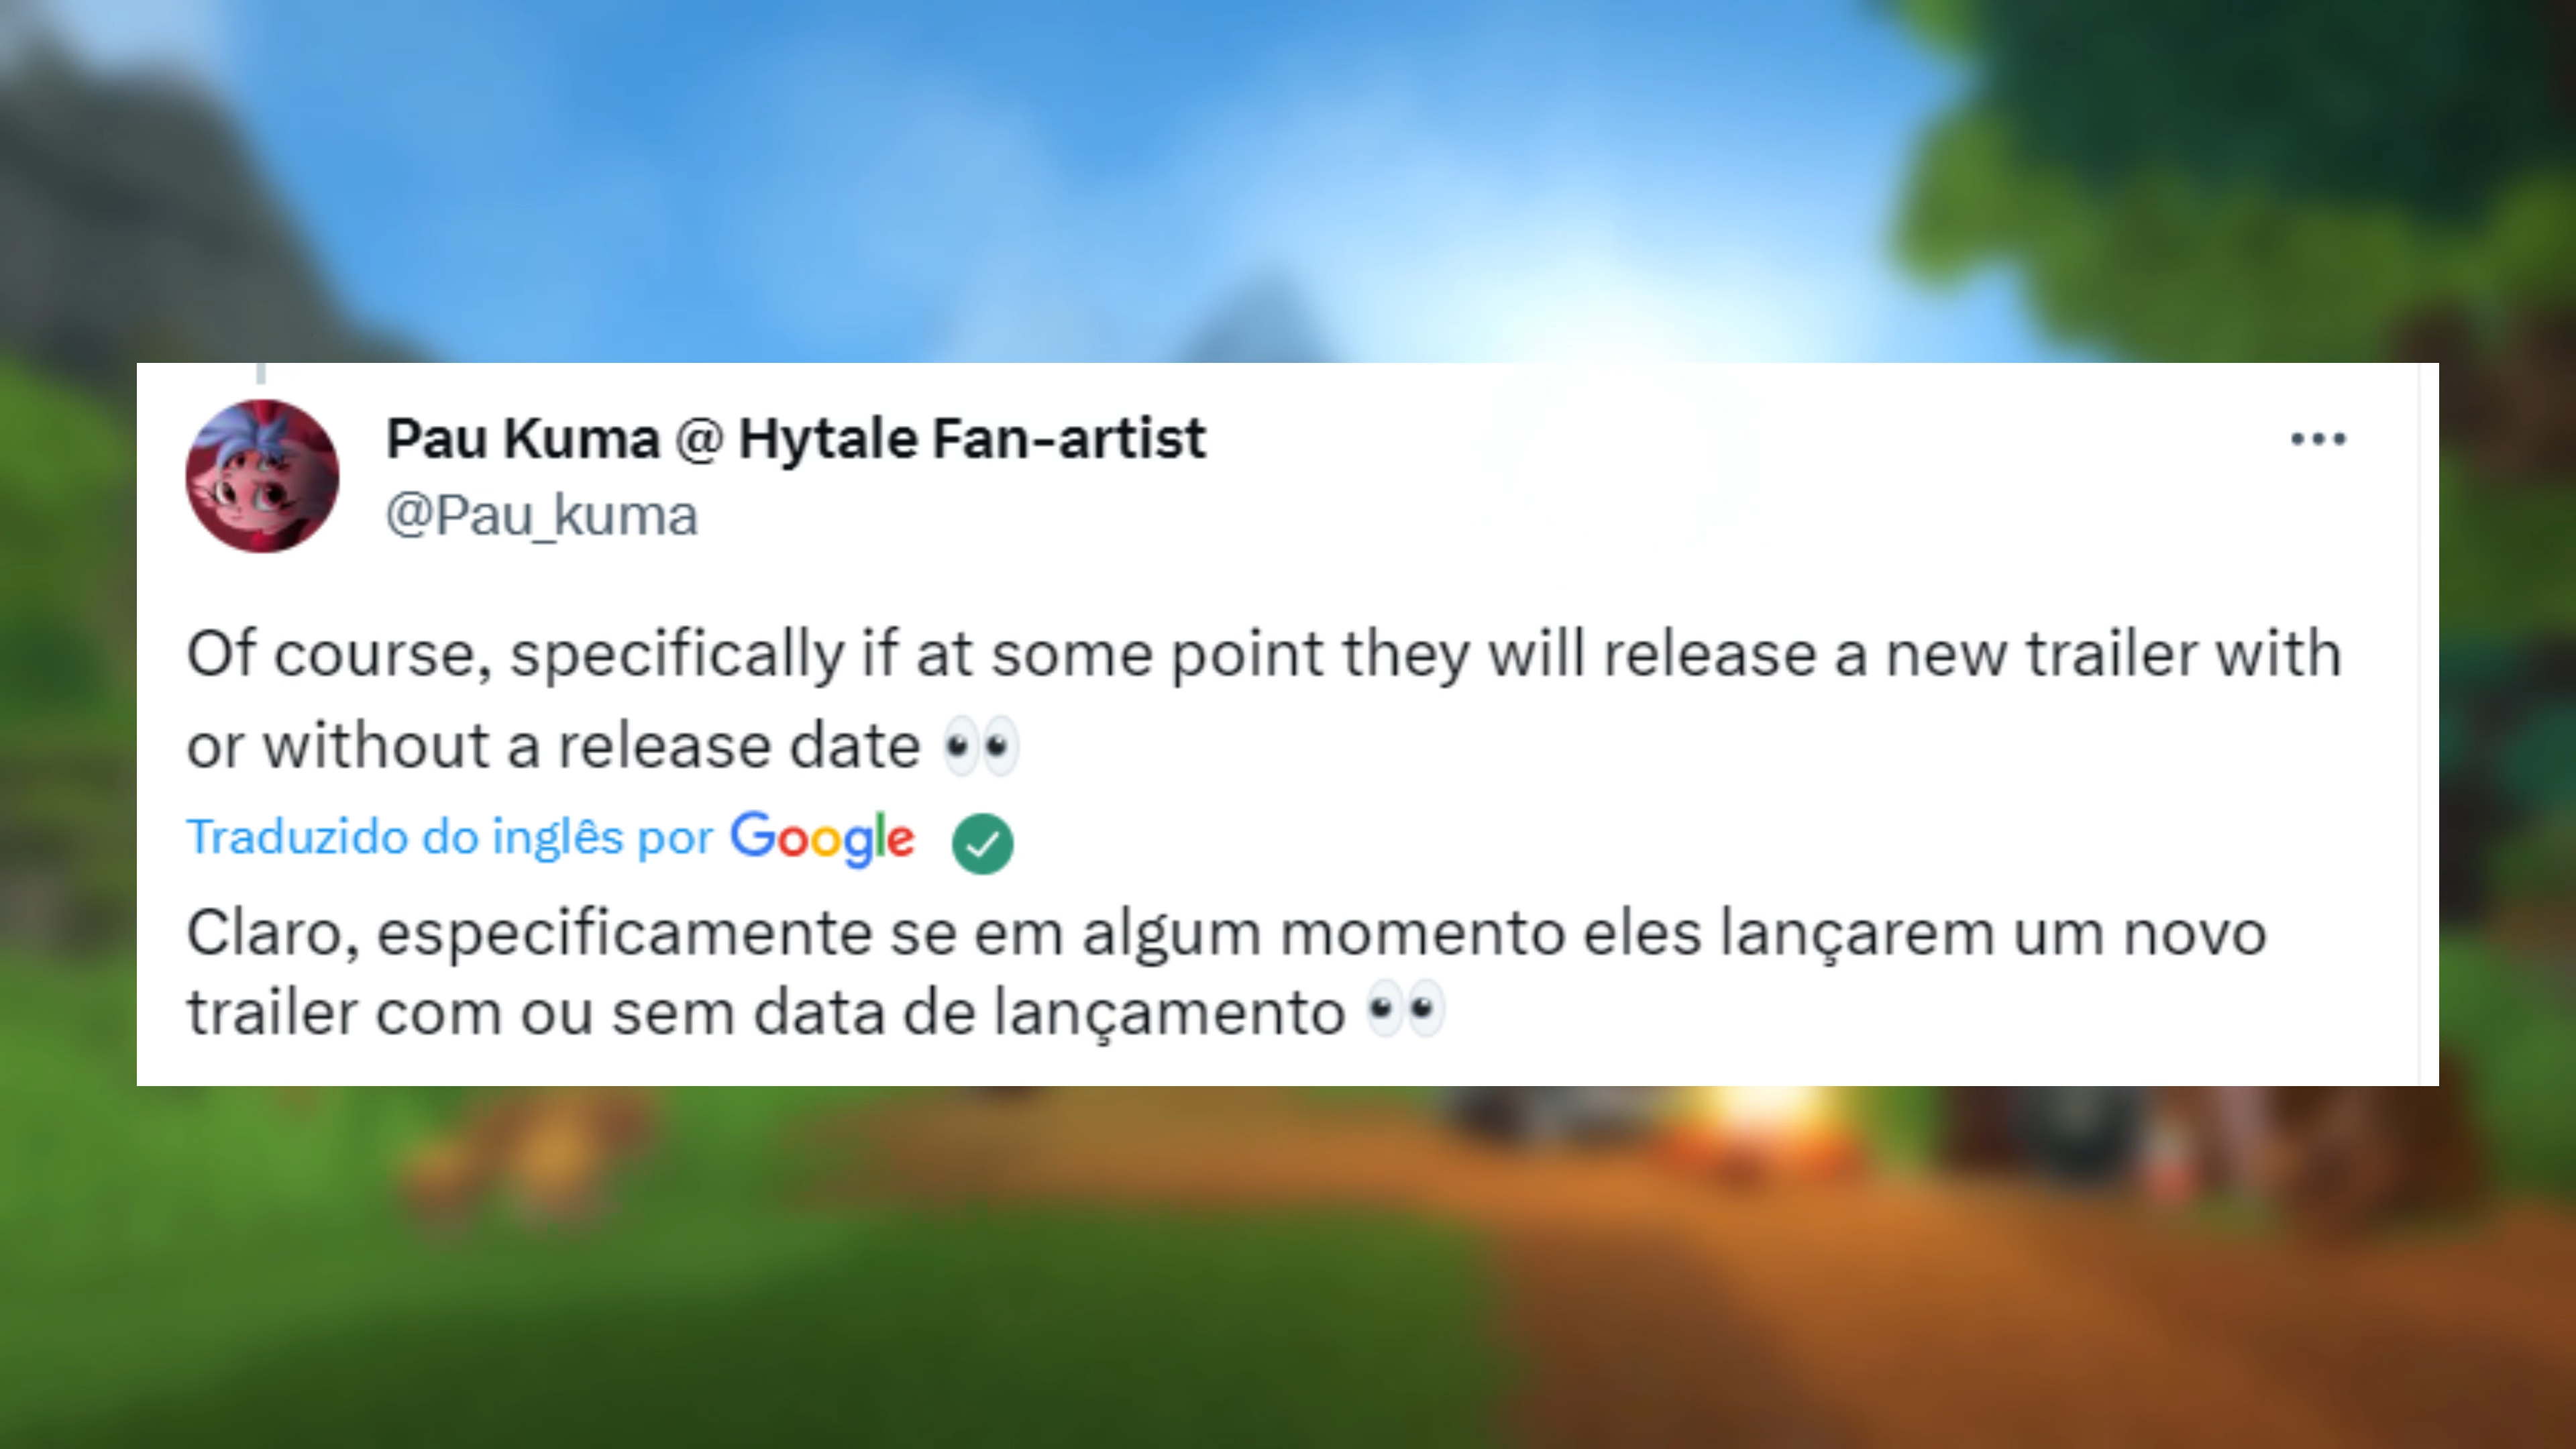 Pau Kuma @ Hytale Fan-artist
@Pau_kuma
Of course, specifically if at some point they will release a new trailer with
or without a release date 👀
Traduzido do inglês por Google
Claro, especificamente se em algum momento eles lançarem um novo
trailer com ou sem data de lançamento 👀